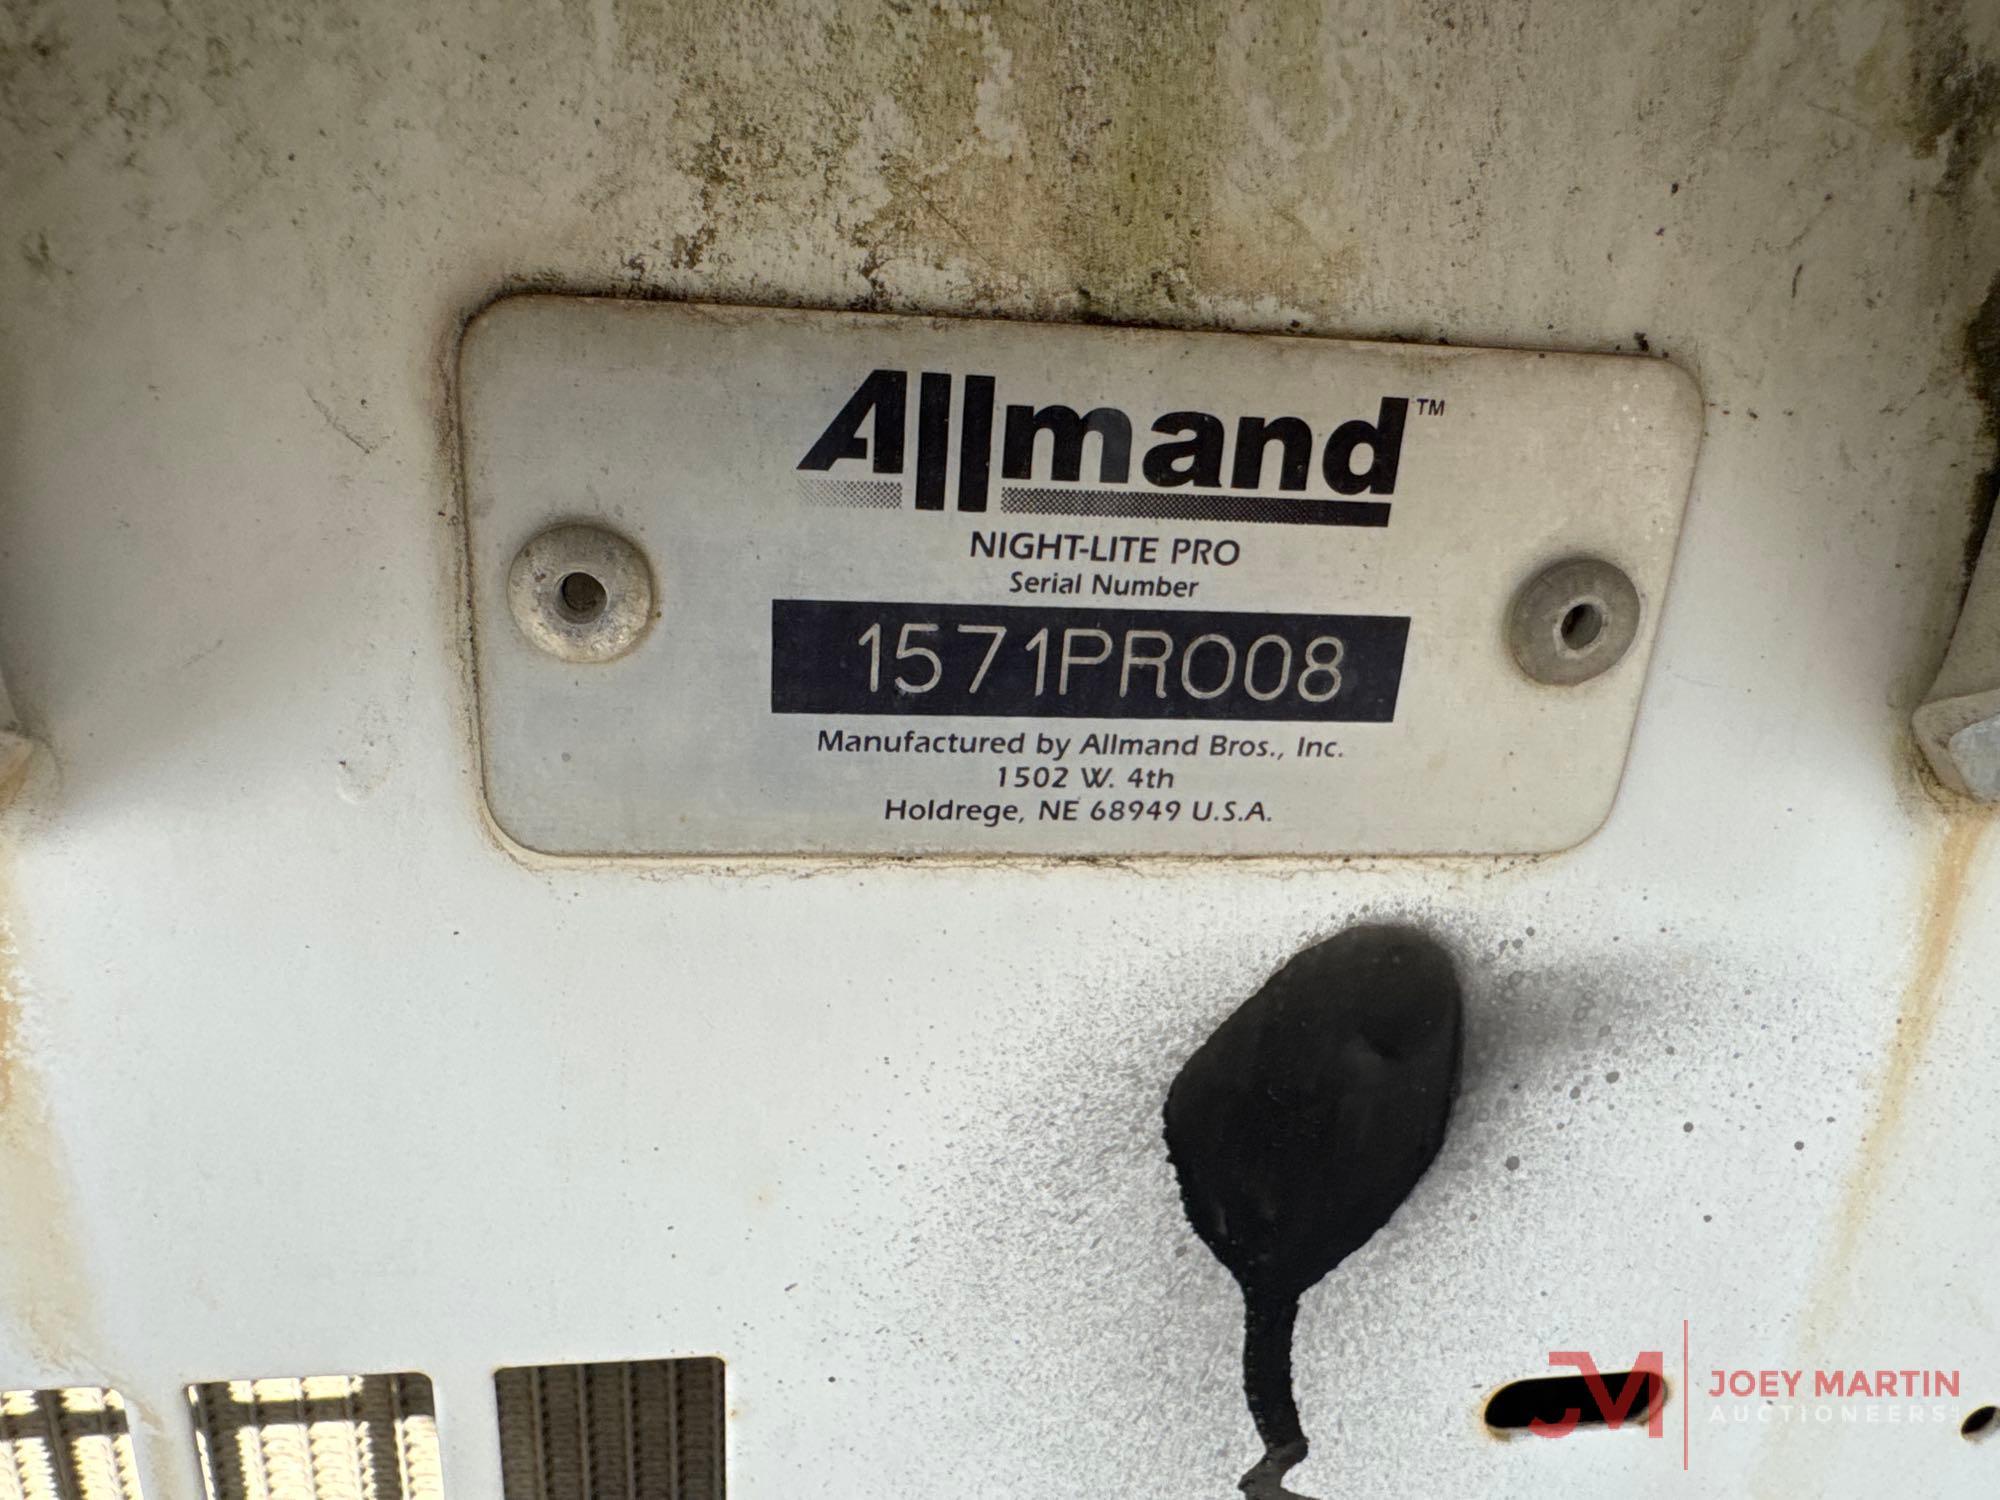 Allmand™
NIGHT-LITE PRO
Serial Number
1571PRO08
Manufactured by Allmand Bros., Inc.
1502 W. 4th
Holdrege, NE 68949 U.S.A.
JM
JOEY MARTIN
AUCTIONEERS